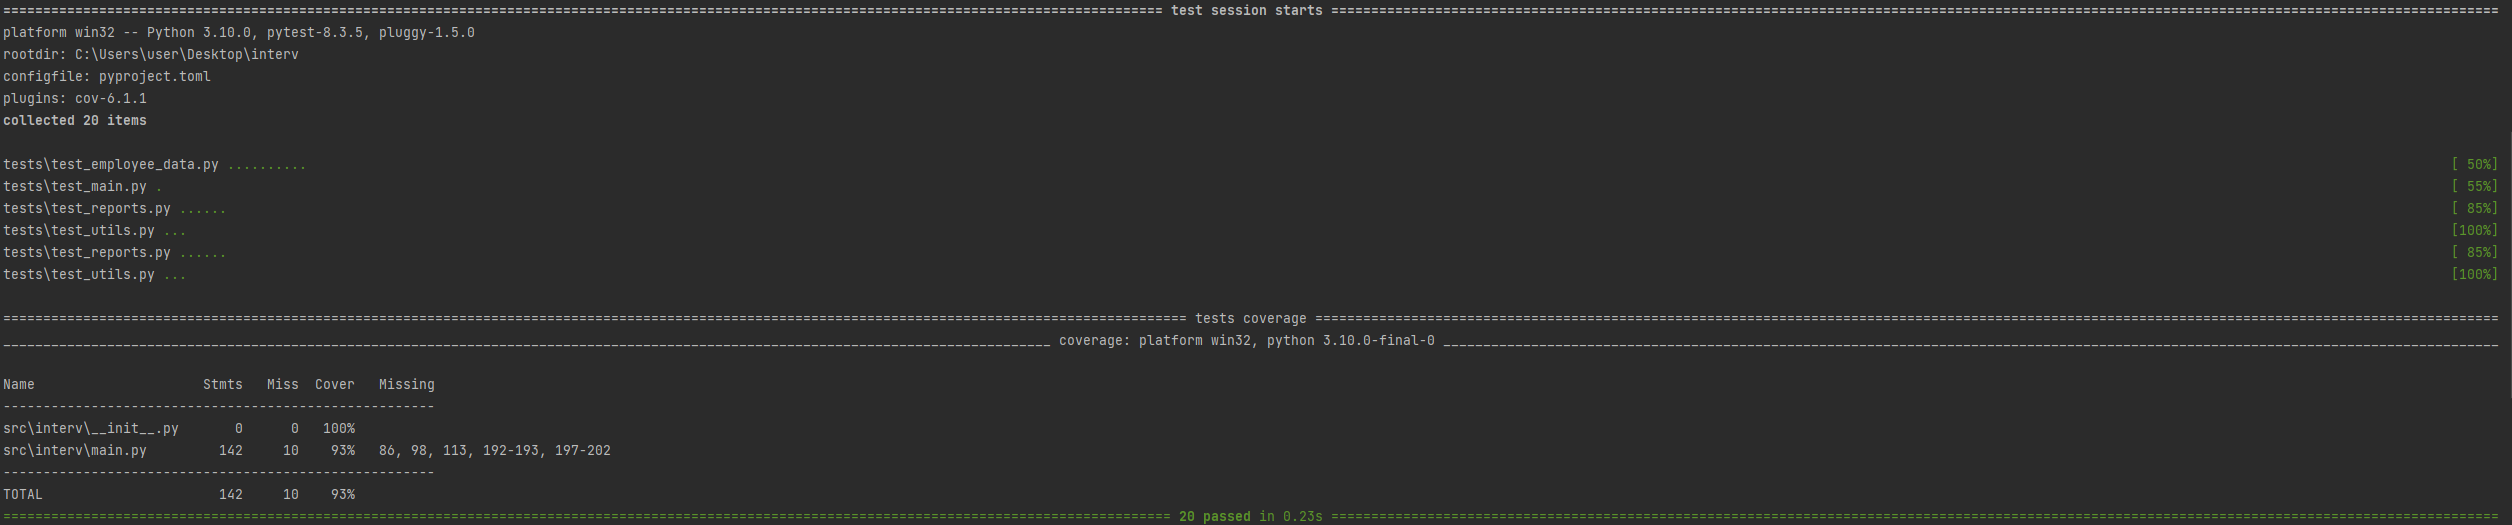 ================ test session starts ================
platform win32 -- Python 3.10.0, pytest-8.3.5, pluggy-1.5.0
rootdir: C:\Users\user\Desktop\interv
configfile: pyproject.toml
plugins: cov-6.1.1
collected 20 items
tests\test_employee_data.py .......... [ 50%]
tests\test_main.py . [ 55%]
tests\test_reports.py ...... [ 85%]
tests\test_utils.py ... [100%]
tests\test_reports.py ...... [ 85%]
tests\test_utils.py ... [100%]
================ tests coverage ================
________________ coverage: platform win32, python 3.10.0-final-0 ________________
Name Stmts Miss Cover Missing
------------------------------------------------------
src\interv\__init__.py 0 0 100%
src\interv\main.py 142 10 93% 86, 98, 113, 192-193, 197-202
------------------------------------------------------
TOTAL 142 10 93%
================ 20 passed in 0.23s ================